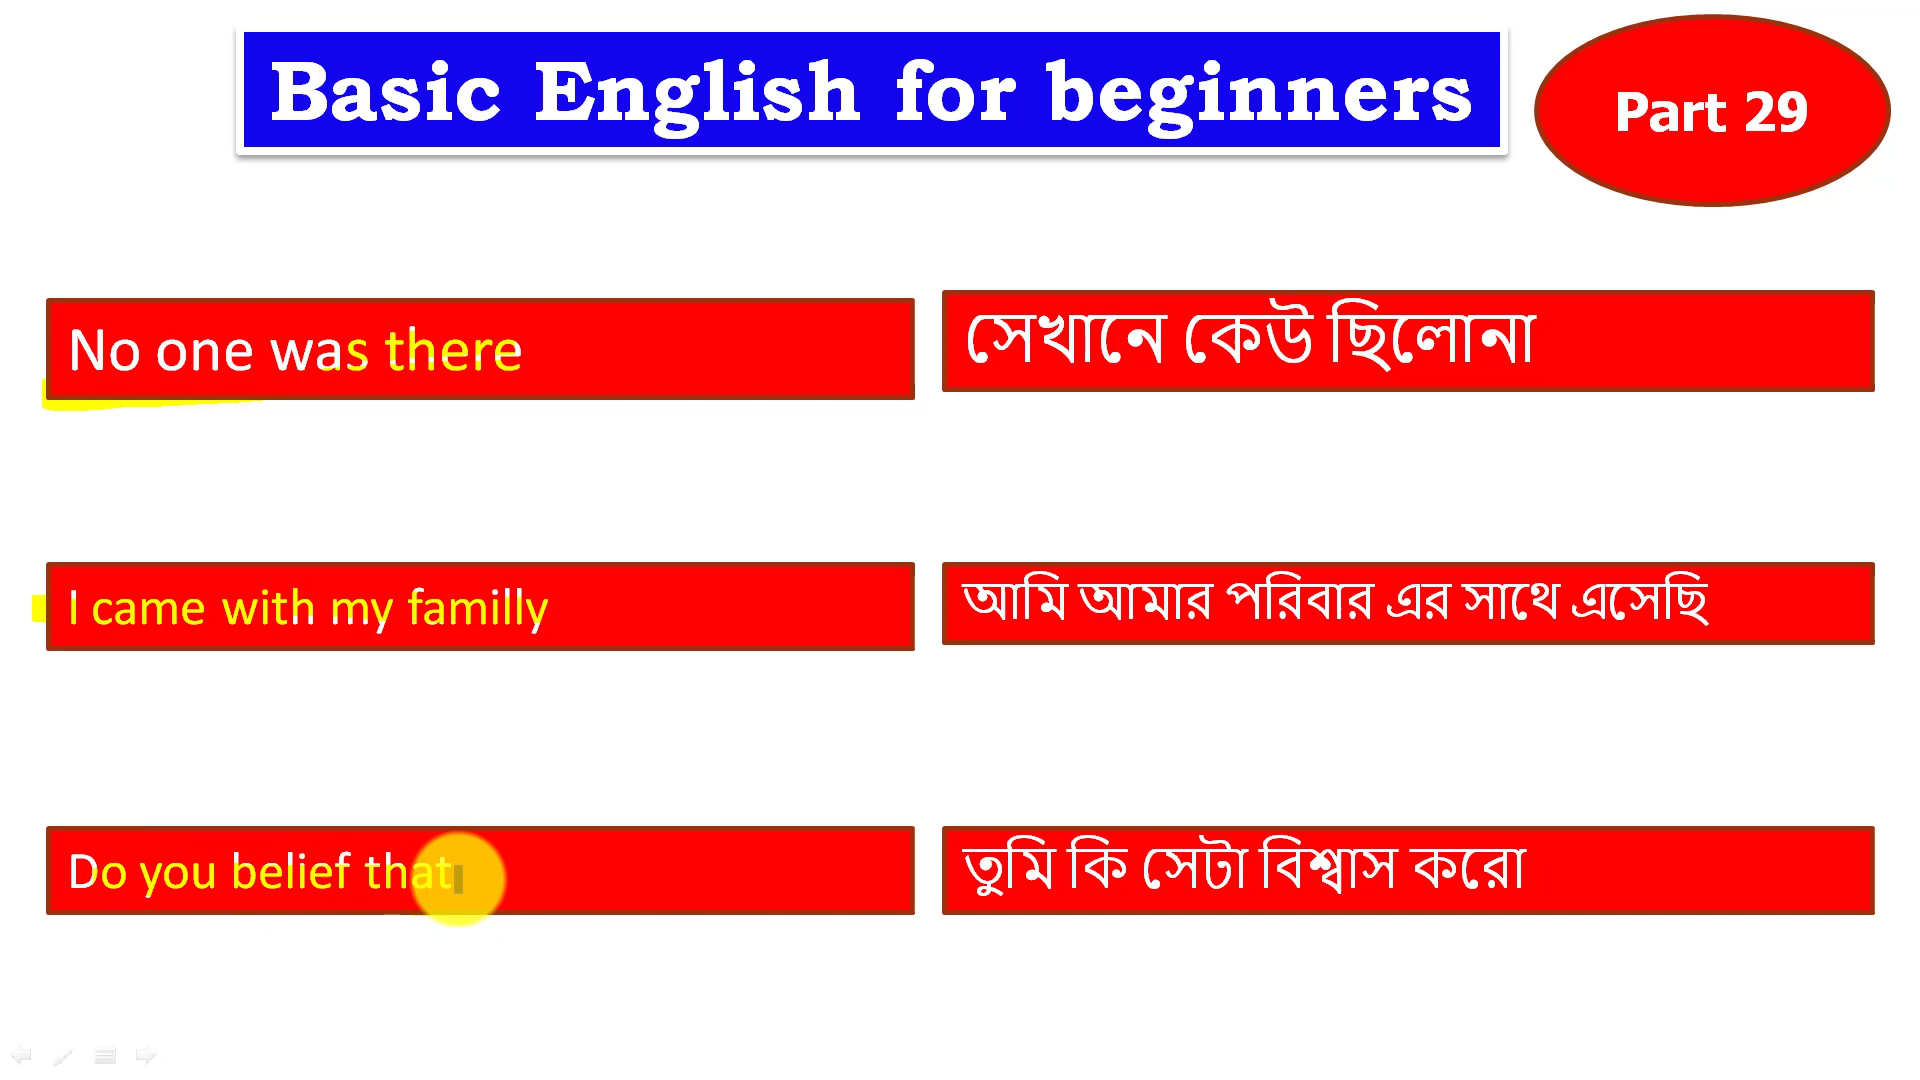 Basic English for beginners
Part 29
No one was there
সেখানে কেউ ছিলোনা
I came with my familly
আমি আমার পরিবার এর সাথে এসেছি
Do you belief that
তুমি কি সেটা বিশ্বাস করো